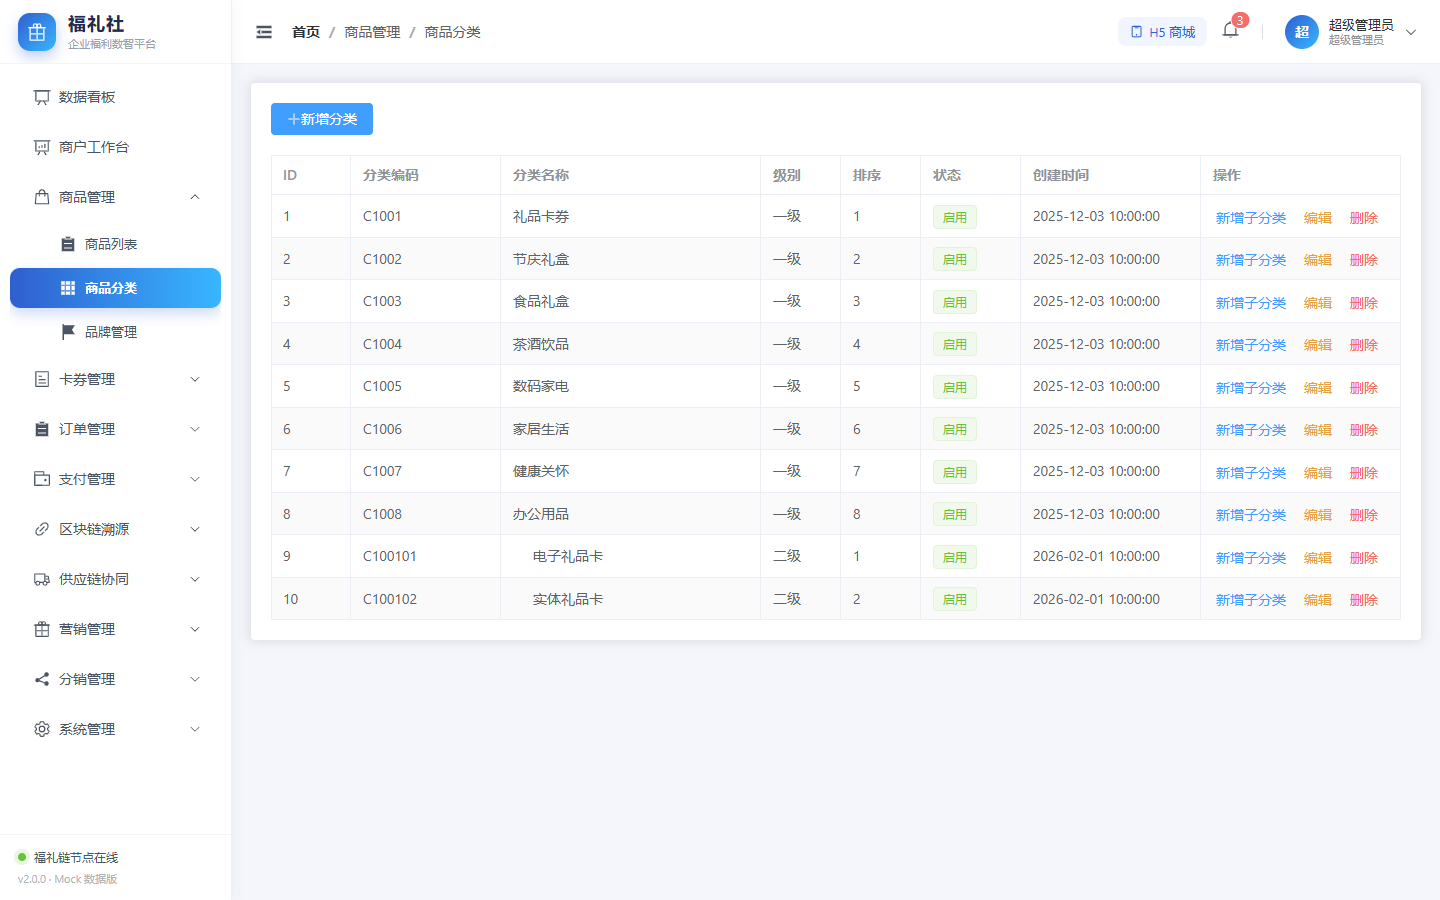 福礼社
企业福利数智平台
首页 / 商品管理 / 商品分类
H5 商城
3
超
超级管理员
超级管理员
数据看板
商户工作台
商品管理
商品列表
商品分类
品牌管理
卡券管理
订单管理
支付管理
区块链溯源
供应链协同
营销管理
分销管理
系统管理
福礼链节点在线
v2.0.0 · Mock 数据版
新增分类
ID 分类编码 分类名称 级别 排序 状态 创建时间 操作
1 C1001 礼品卡券 一级 1 启用 2025-12-03 10:00:00 新增子分类 编辑 删除
2 C1002 节庆礼盒 一级 2 启用 2025-12-03 10:00:00 新增子分类 编辑 删除
3 C1003 食品礼盒 一级 3 启用 2025-12-03 10:00:00 新增子分类 编辑 删除
4 C1004 茶酒饮品 一级 4 启用 2025-12-03 10:00:00 新增子分类 编辑 删除
5 C1005 数码家电 一级 5 启用 2025-12-03 10:00:00 新增子分类 编辑 删除
6 C1006 家居生活 一级 6 启用 2025-12-03 10:00:00 新增子分类 编辑 删除
7 C1007 健康关怀 一级 7 启用 2025-12-03 10:00:00 新增子分类 编辑 删除
8 C1008 办公用品 一级 8 启用 2025-12-03 10:00:00 新增子分类 编辑 删除
9 C100101 电子礼品卡 二级 1 启用 2026-02-01 10:00:00 新增子分类 编辑 删除
10 C100102 实体礼品卡 二级 2 启用 2026-02-01 10:00:00 新增子分类 编辑 删除